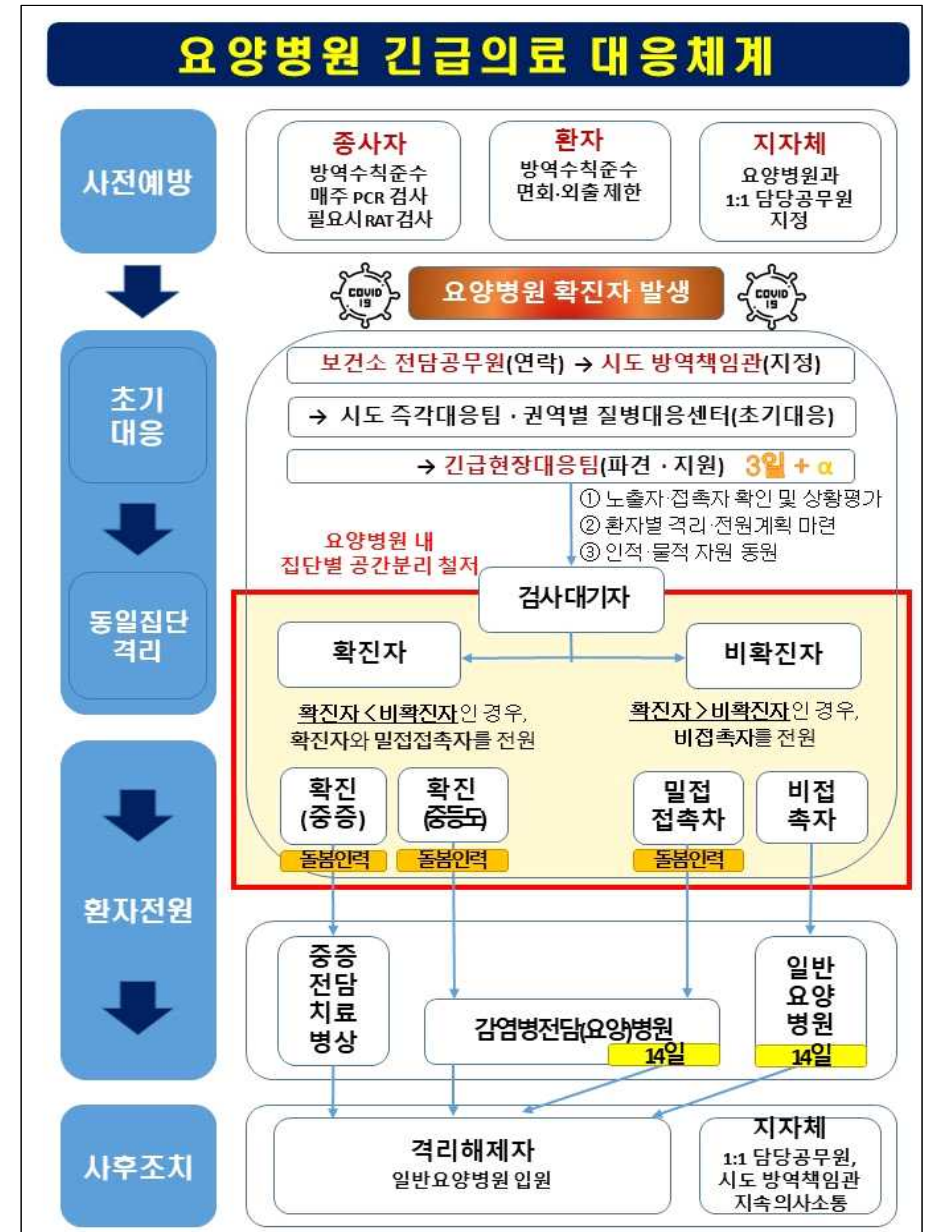 요양병원 긴급의료 대응체계
사전예방
종사자
방역수칙준수
매주 PCR 검사
필요시 RAT 검사
환자
방역수칙준수
면회·외출 제한
지자체
요양병원과
1:1 담당공무원
지정
COVID
19
요양병원 확진자 발생
COVID
19
초기
대응
보건소 전담공무원(연락) → 시도 방역책임관(지정)
→ 시도 즉각대응팀·권역별 질병대응센터(초기대응)
→ 긴급현장대응팀(파견·지원) 3일 + α
① 노출자·접촉자 확인 및 상황평가
② 환자별 격리·전원계획 마련
③ 인적·물적 자원 동원
요양병원 내
집단별 공간분리 철저
동일집단
격리
검사대기자
확진자
비확진자
확진자 < 비확진자인 경우,
확진자와 밀접접촉자를 전원
확진자 > 비확진자인 경우,
비접촉자를 전원
확진
(중증)
돌봄인력
확진
(중등도)
돌봄인력
밀접
접촉차
돌봄인력
비접
촉자
환자전원
중증
전담
치료
병상
감염병전담(요양)병원
14일
일반
요양
병원
14일
사후조치
격리해제자
일반요양병원 입원
지자체
1:1 담당공무원,
시도 방역책임관
지속의사소통